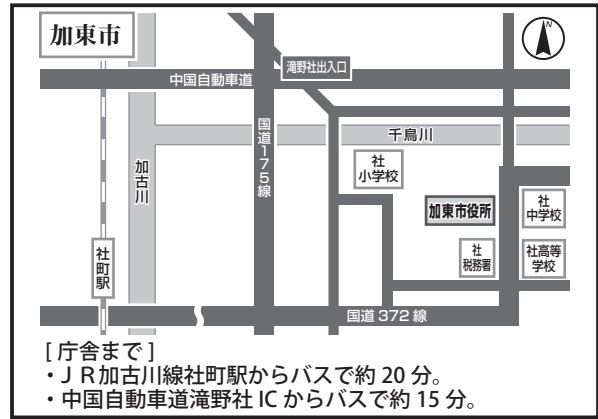 加東市
N
滝野社出入口
中国自動車道
国道175線
千鳥川
加古川
社
小学校
加東市役所
社
中学校
社町駅
社
税務署
社高等
学校
国道372線
[庁舎まで]
・ＪＲ加古川線社町駅からバスで約20分。
・中国自動車道滝野社ICからバスで約15分。